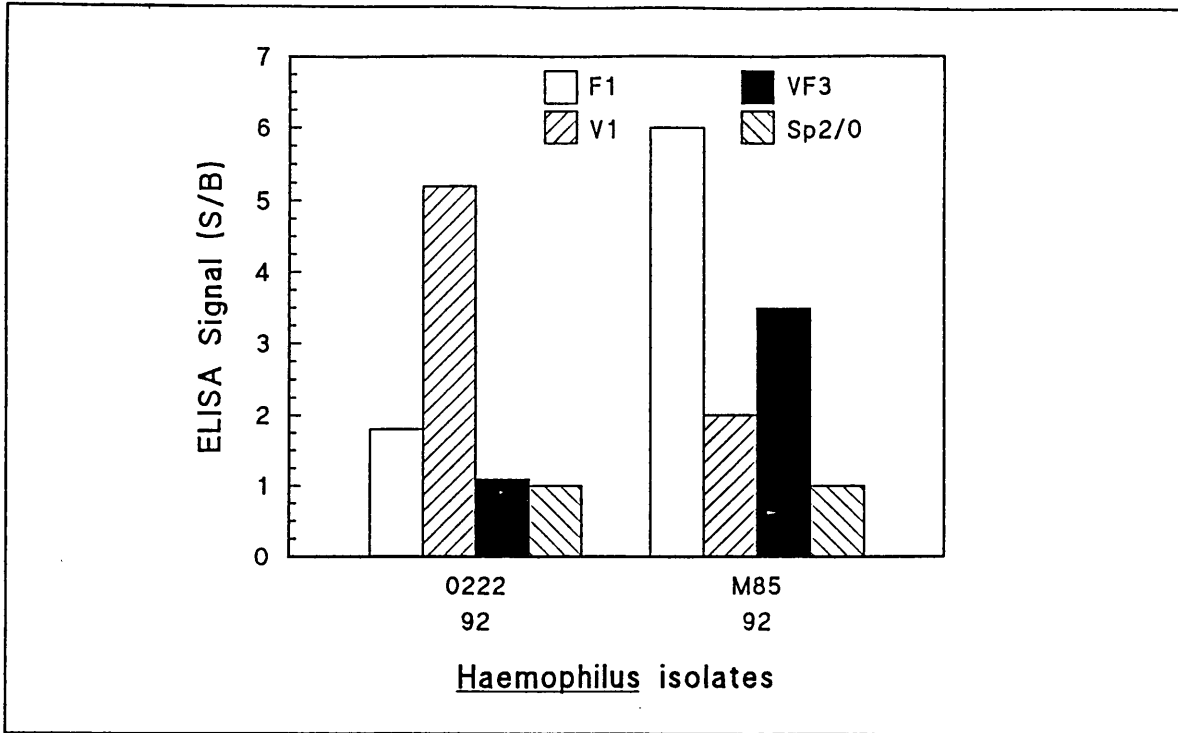 7
6
5
4
3
2
1
0
ELISA Signal (S/B)
F1
V1
VF3
Sp2/0
0222
92
M85
92
Haemophilus isolates